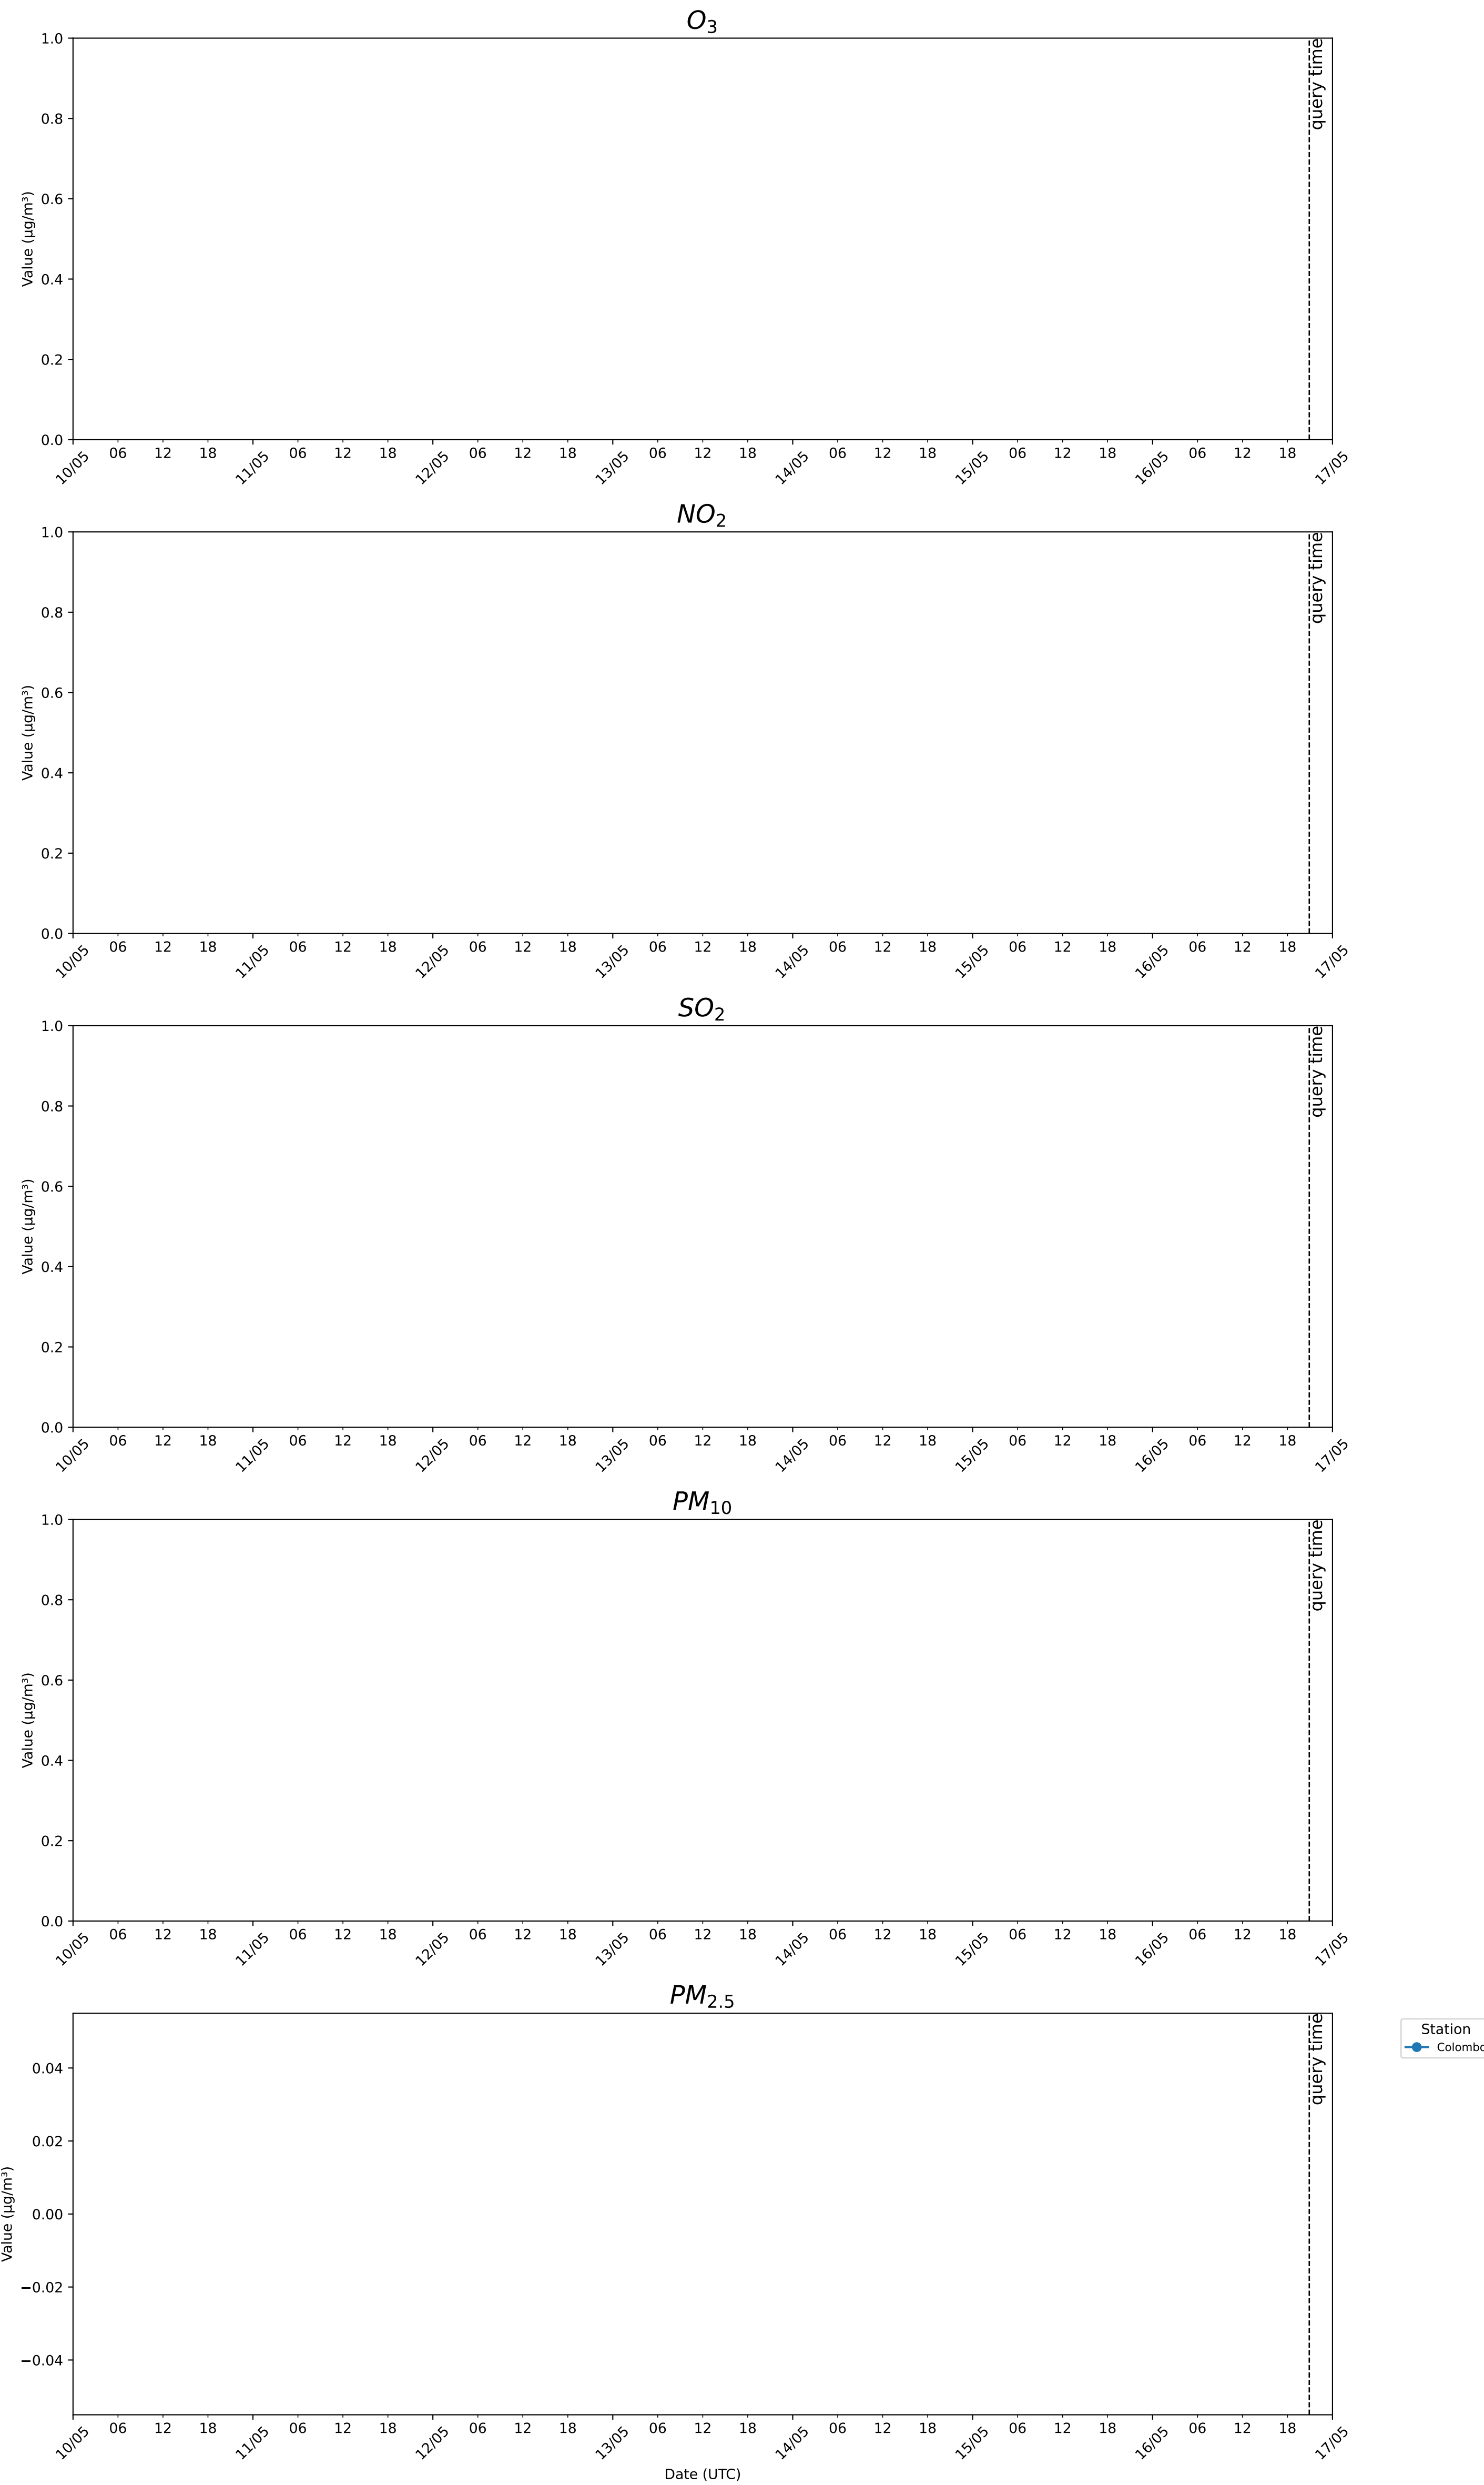 O3
1.0
0.8
0.6
0.4
0.2
0.0
Value (µg/m³)
query time
10/05 06 12 18 11/05 06 12 18 12/05 06 12 18 13/05 06 12 18 14/05 06 12 18 15/05 06 12 18 16/05 06 12 18 17/05
NO2
1.0
0.8
0.6
0.4
0.2
0.0
Value (µg/m³)
query time
10/05 06 12 18 11/05 06 12 18 12/05 06 12 18 13/05 06 12 18 14/05 06 12 18 15/05 06 12 18 16/05 06 12 18 17/05
SO2
1.0
0.8
0.6
0.4
0.2
0.0
Value (µg/m³)
query time
10/05 06 12 18 11/05 06 12 18 12/05 06 12 18 13/05 06 12 18 14/05 06 12 18 15/05 06 12 18 16/05 06 12 18 17/05
PM10
1.0
0.8
0.6
0.4
0.2
0.0
Value (µg/m³)
query time
10/05 06 12 18 11/05 06 12 18 12/05 06 12 18 13/05 06 12 18 14/05 06 12 18 15/05 06 12 18 16/05 06 12 18 17/05
PM2.5
0.04
0.02
0.00
−0.02
−0.04
Value (µg/m³)
query time
Station
Colombo
10/05 06 12 18 11/05 06 12 18 12/05 06 12 18 13/05 06 12 18 14/05 06 12 18 15/05 06 12 18 16/05 06 12 18 17/05
Date (UTC)